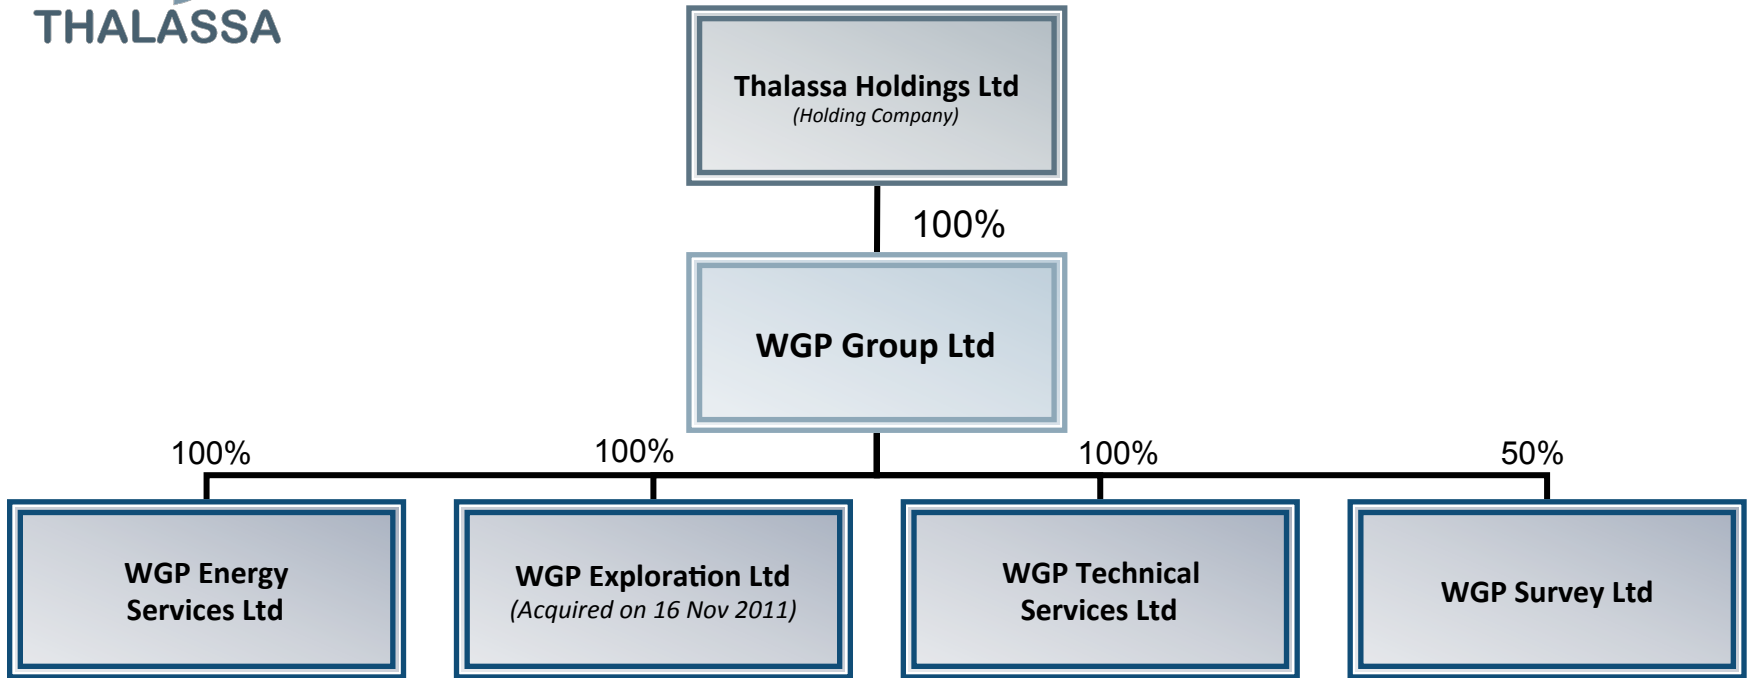 THALASSA
Thalassa Holdings Ltd
(Holding Company)
100%
WGP Group Ltd
100%
100%
100%
50%
WGP Energy
Services Ltd
WGP Exploration Ltd
(Acquired on 16 Nov 2011)
WGP Technical
Services Ltd
WGP Survey Ltd